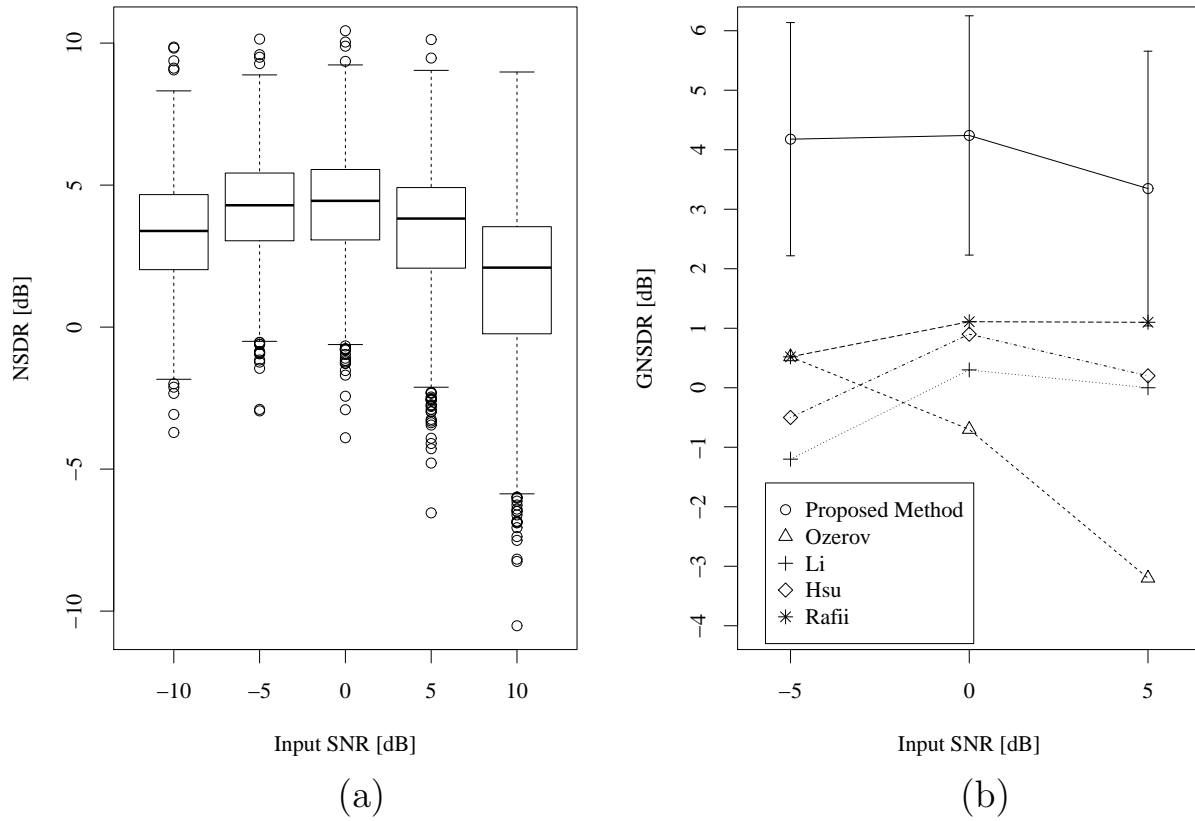 10
5
0
−5
−10
NSDR [dB]
−10 −5 0 5 10
Input SNR [dB]
(a)
6
5
4
3
2
1
0
−1
−2
−3
−4
GNSDR [dB]
Proposed Method
Ozerov
Li
Hsu
Rafii
−5 0 5
Input SNR [dB]
(b)